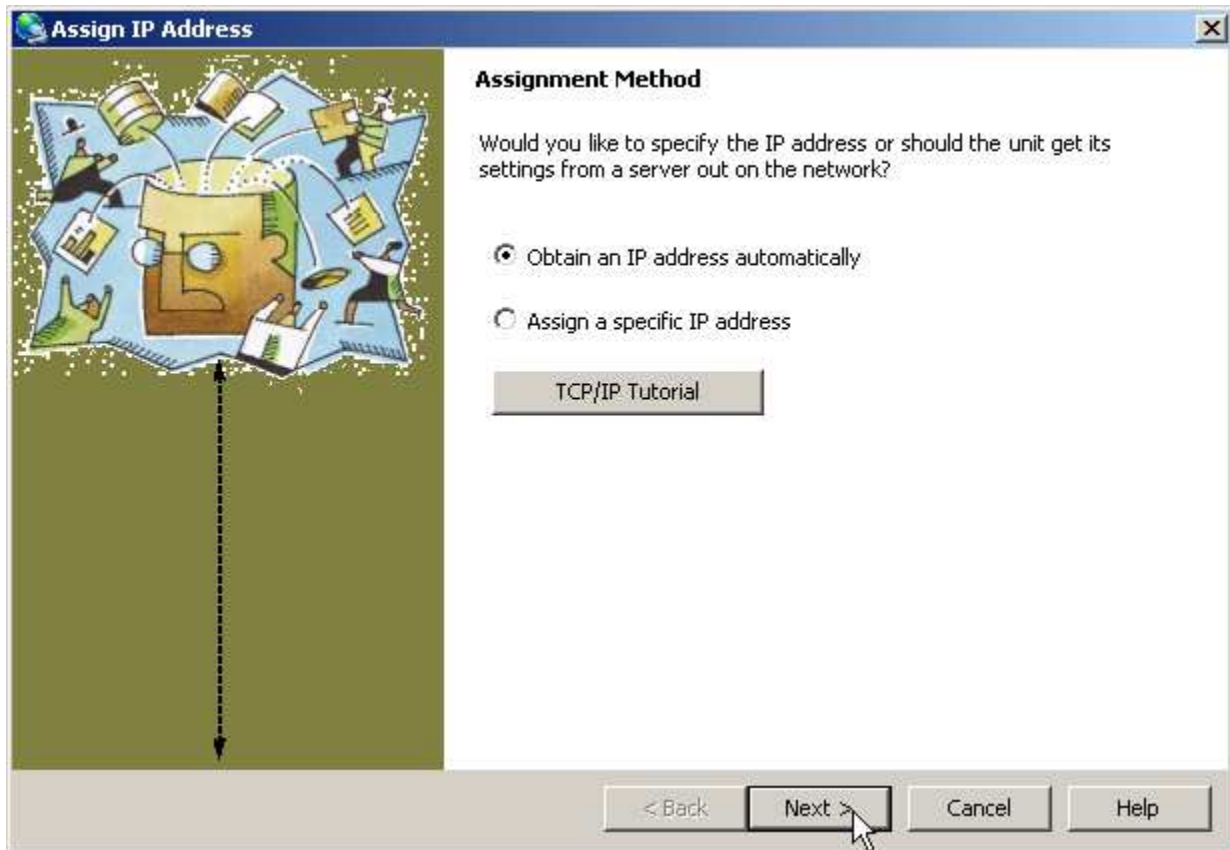 Assign IP Address
Assignment Method
Would you like to specify the IP address or should the unit get its
settings from a server out on the network?
Obtain an IP address automatically
Assign a specific IP address
TCP/IP Tutorial
< Back Next > Cancel Help